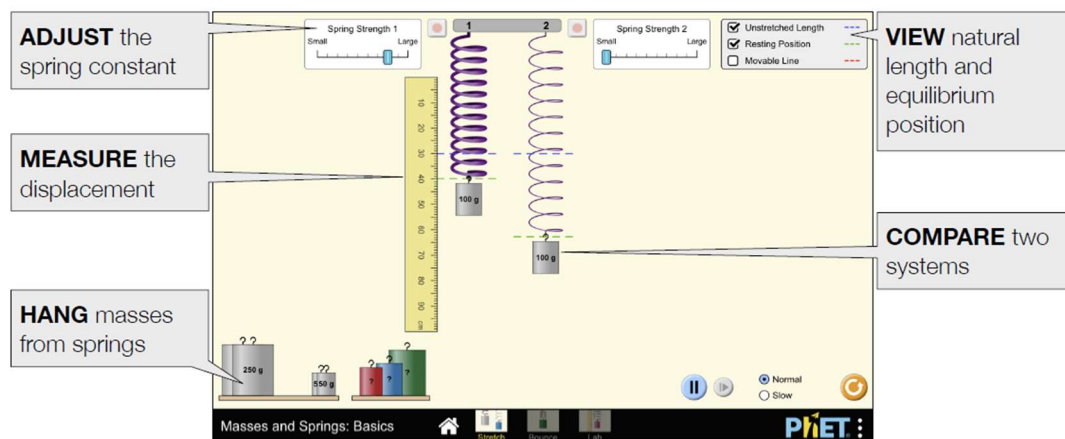 ADJUST the
spring constant
Spring Strength 1
Small
Large
1
2
Spring Strength 2
Small
Large
Unstretched Length
Resting Position
Movable Line
VIEW natural
length and
equilibrium
position
MEASURE the
displacement
10
20
30
40
50
60
70
80
90
cm
100 g
100 g
COMPARE two
systems
HANG masses
from springs
250 g
550 g
?
?
?
Normal
Slow
Masses and Springs: Basics
Stretch
Bounce
Lab
PhET